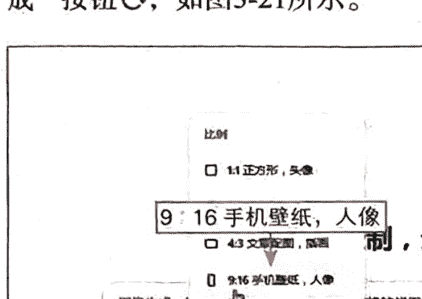 成”按钮，如图3-21所示。
比例
1:1 正方形，头像
9：16 手机壁纸，人像
4:3 文章配图，插画
制，
9:16 手机壁纸，人像